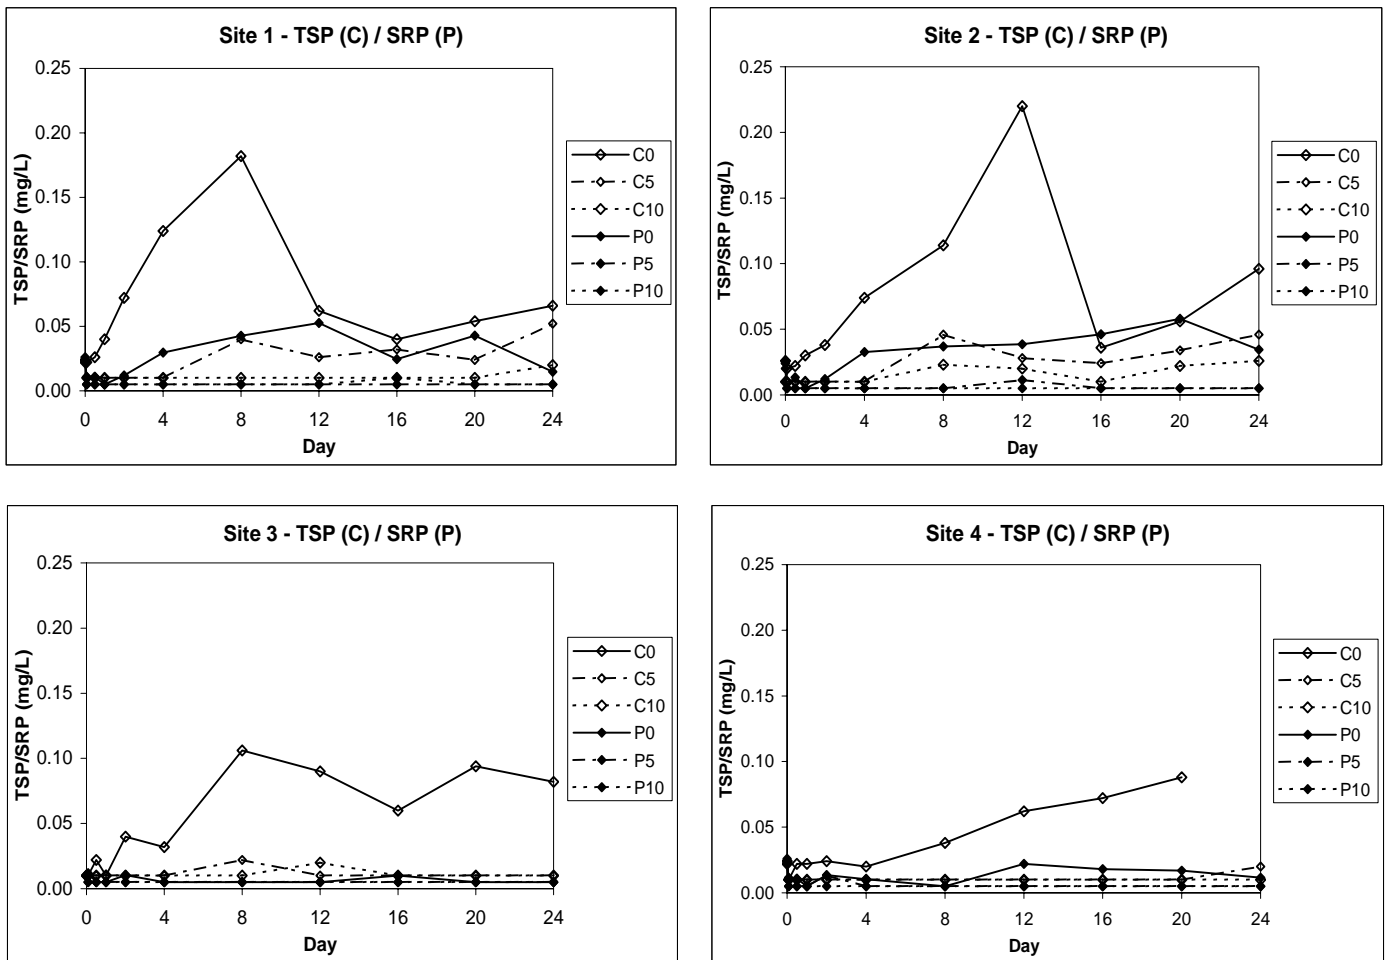 Site 1 - TSP (C) / SRP (P)
TSP/SRP (mg/L)
0.25
0.20
0.15
0.10
0.05
0.00
0 4 8 12 16 20 24
Day
C0
C5
C10
P0
P5
P10
Site 2 - TSP (C) / SRP (P)
TSP/SRP (mg/L)
0.25
0.20
0.15
0.10
0.05
0.00
0 4 8 12 16 20 24
Day
C0
C5
C10
P0
P5
P10
Site 3 - TSP (C) / SRP (P)
TSP/SRP (mg/L)
0.25
0.20
0.15
0.10
0.05
0.00
0 4 8 12 16 20 24
Day
C0
C5
C10
P0
P5
P10
Site 4 - TSP (C) / SRP (P)
TSP/SRP (mg/L)
0.25
0.20
0.15
0.10
0.05
0.00
0 4 8 12 16 20 24
Day
C0
C5
C10
P0
P5
P10